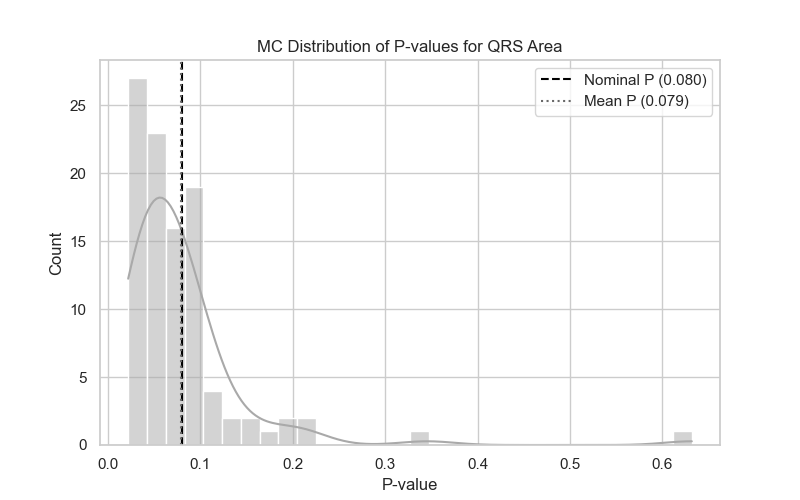 MC Distribution of P-values for QRS Area
Nominal P (0.080)
Mean P (0.079)
Count
25
20
15
10
5
0
0.0 0.1 0.2 0.3 0.4 0.5 0.6
P-value